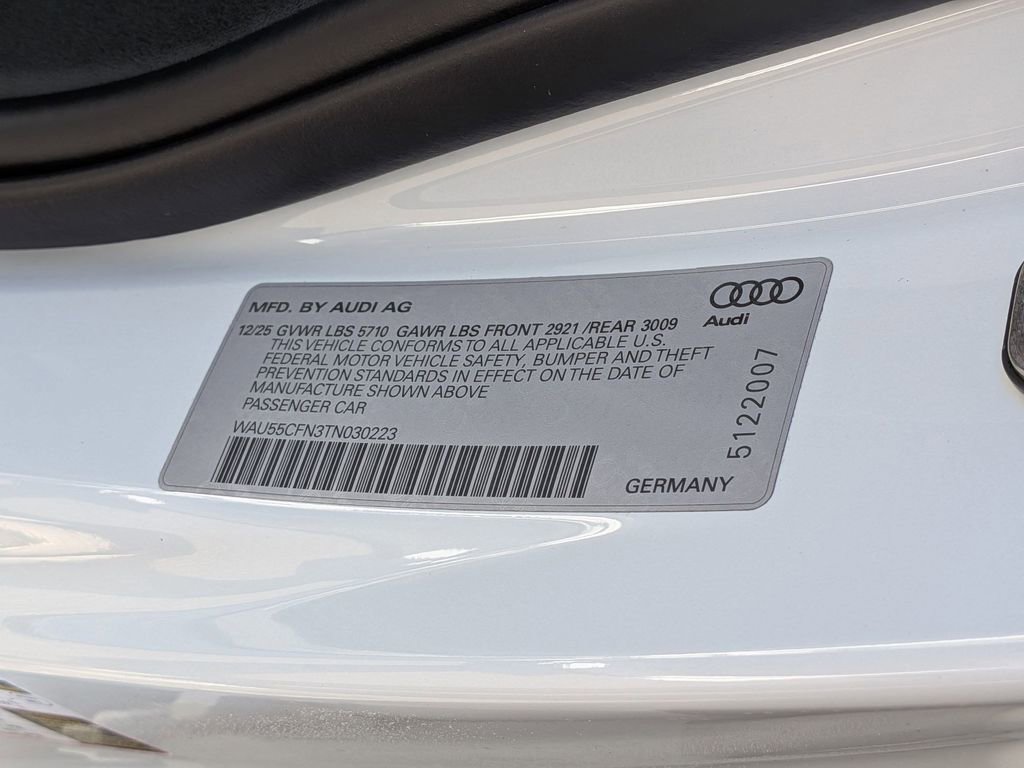 MFD. BY AUDI AG
Audi
12/25 GVWR LBS 5710 GAWR LBS FRONT 2921 /REAR 3009
THIS VEHICLE CONFORMS TO ALL APPLICABLE U.S.
FEDERAL MOTOR VEHICLE SAFETY, BUMPER AND THEFT
PREVENTION STANDARDS IN EFFECT ON THE DATE OF
MANUFACTURE SHOWN ABOVE
PASSENGER CAR
WAU55CFN3TN030223
GERMANY
5122007